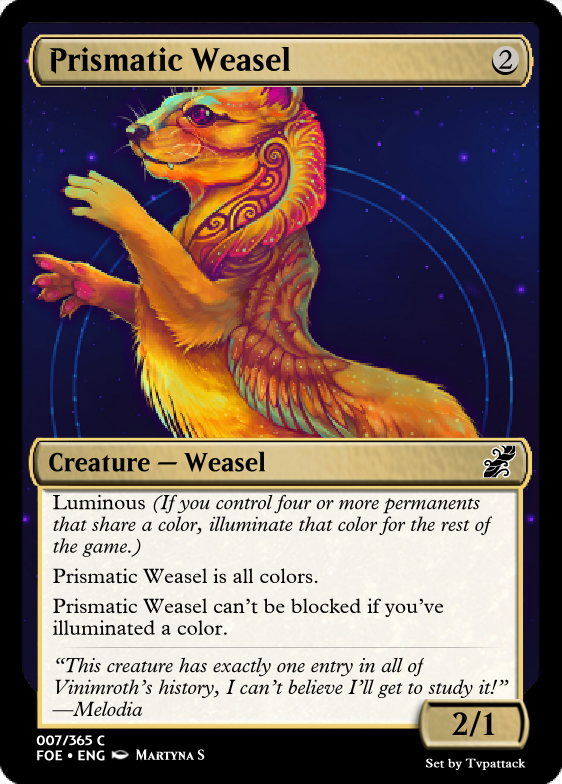 Prismatic Weasel
2
Creature — Weasel
Luminous (If you control four or more permanents
that share a color, illuminate that color for the rest of
the game.)
Prismatic Weasel is all colors.
Prismatic Weasel can't be blocked if you've
illuminated a color.
“This creature has exactly one entry in all of
Vinimroth's history, I can't believe I'll get to study it!”
—Melodia
2/1
007/365 C
FOE • ENG Martyna S
Set by Tvpattack